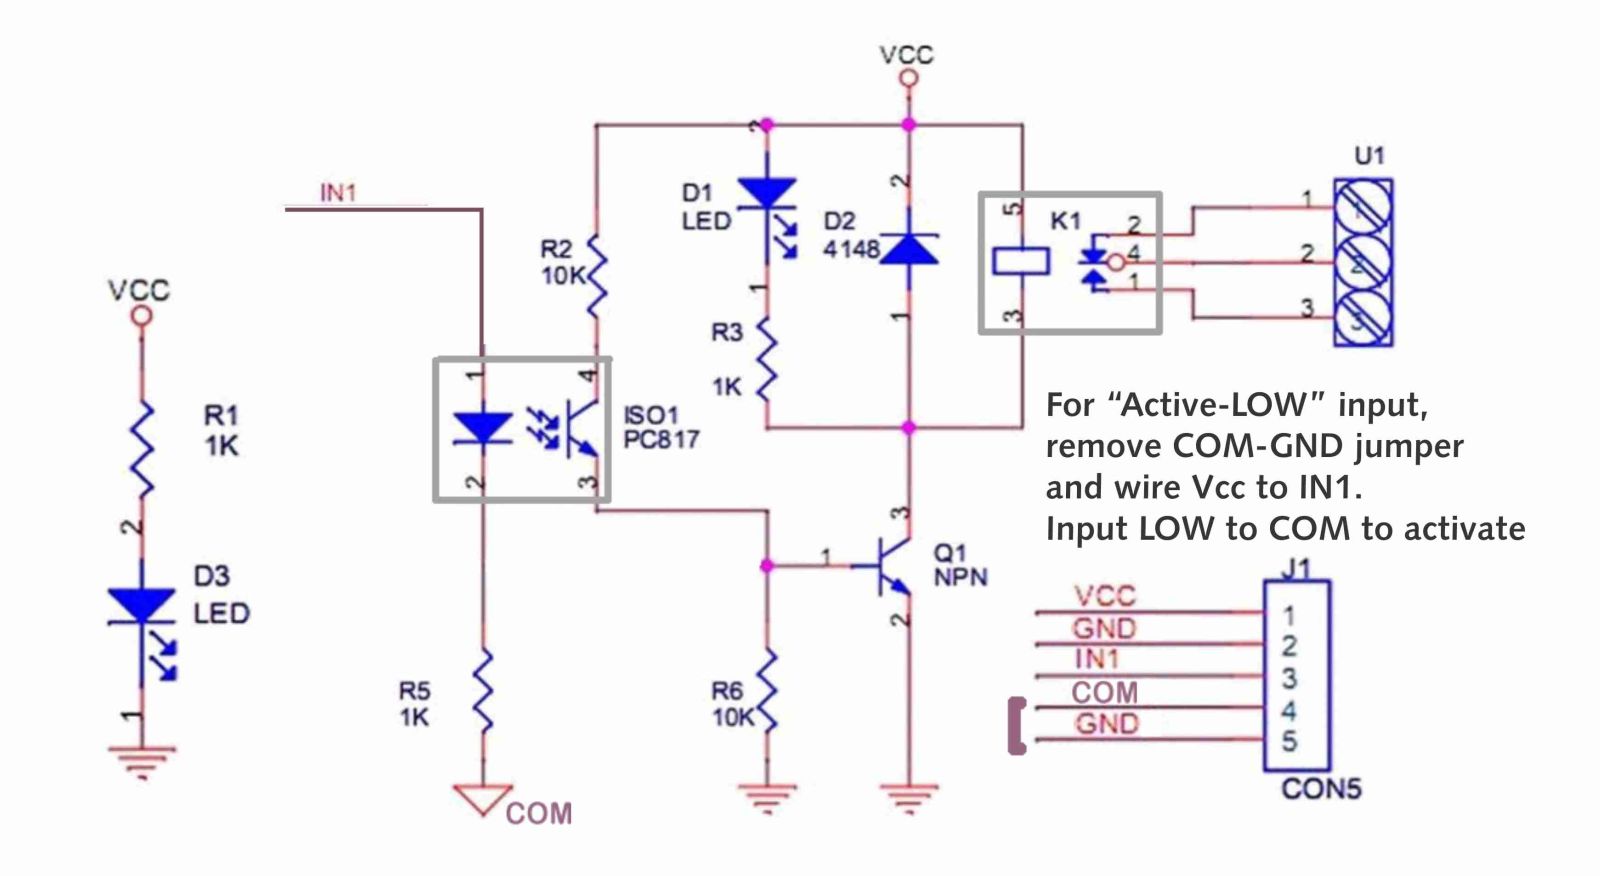 VCC
U1
IN1
2
D1
LED
2
D2
4148
5
K1
2
4
1
3
1
2
3
1
2
3
R2
10K
1
1
R3
1K
VCC
R1
1K
2
D3
LED
1
1
4
ISO1
PC817
2
3
For “Active-LOW” input,
remove COM-GND jumper
and wire Vcc to IN1.
Input LOW to COM to activate
3
1
Q1
NPN
2
R5
1K
COM
R6
10K
J1
VCC
1
GND
2
IN1
3
COM
4
GND
5
CON5